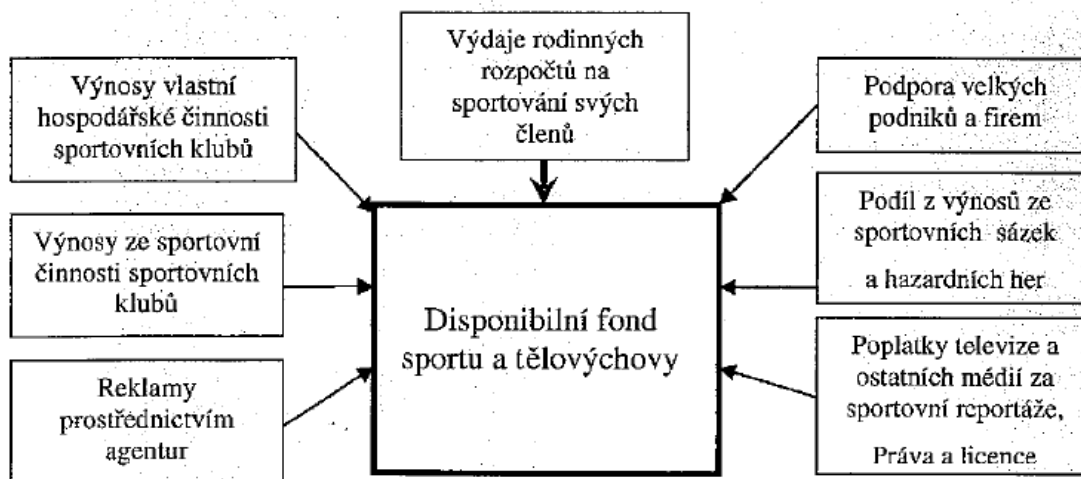 Výdaje rodinných
rozpočtů na
sportování svých
členů
Výnosy vlastní
hospodářské činnosti
sportovních klubů
Podpora velkých
podniků a firem
Výnosy ze sportovní
činnosti sportovních
klubů
Podíl z výnosů ze
sportovních sázek
a hazardních her
Disponibilní fond
sportu a tělovýchovy
Reklamy
prostřednictvím
agentur
Poplatky televize a
ostatních médií za
sportovní reportáže,
Práva a licence